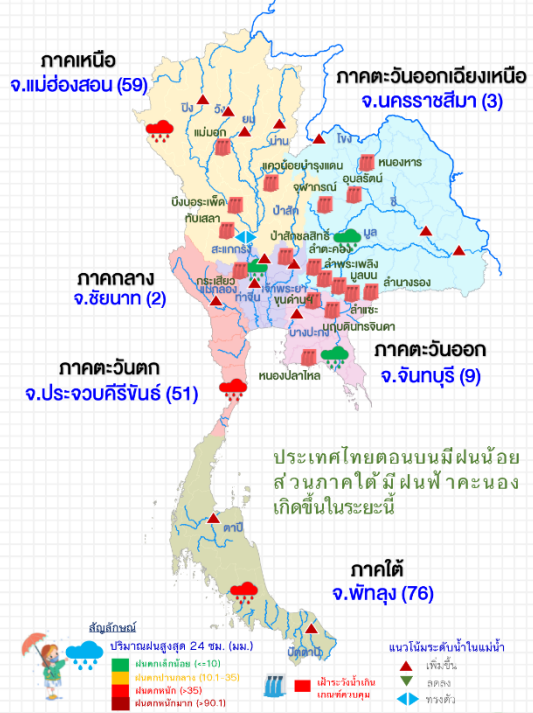 ภาคเหนือ
จ.แม่ฮ่องสอน (59)
ภาคตะวันออกเฉียงเหนือ
จ.นครราชสีมา (3)
ปิง
วัง
ยม
น่าน
แม่มอก
โขง
แควน้อยบำรุงแดน
หนองหาร
จุฬาภรณ์
อุบลรัตน์
ชี
บึงบอระเพ็ด
ทับเสลา
ป่าสัก
สะแกกรัง
ป่าสักชลสิทธิ์
มูล
ลำตะคอง
ภาคกลาง
จ.ชัยนาท (2)
กระเสียว
แม่กลอง
ท่าจีน
เจ้าพระยา
ขุนด่านฯ
ลำพระเพลิง
มูลบน
ลำนางรอง
ลำแชะ
นฤบดินทรจินดา
บางปะกง
ภาคตะวันตก
จ.ประจวบคีรีขันธ์ (51)
ภาคตะวันออก
จ.จันทบุรี (9)
หนองปลาไหล
ประเทศไทยตอนบนมีฝนน้อย
ส่วนภาคใต้มีฝนฟ้าคะนอง
เกิดขึ้นในระยะนี้
ตาปี
ภาคใต้
จ.พัทลุง (76)
ปัตตานี
สัญลักษณ์
ปริมาณฝนสูงสุด 24 ชม. (มม.)
ฝนตกเล็กน้อย (<=10)
ฝนตกปานกลาง (10.1-35)
ฝนตกหนัก (>35)
ฝนตกหนักมาก (>90.1)
เฝ้าระวังน้ำเกิน
เกณฑ์ควบคุม
แนวโน้มระดับน้ำในแม่น้ำ
เพิ่มขึ้น
ลดลง
ทรงตัว